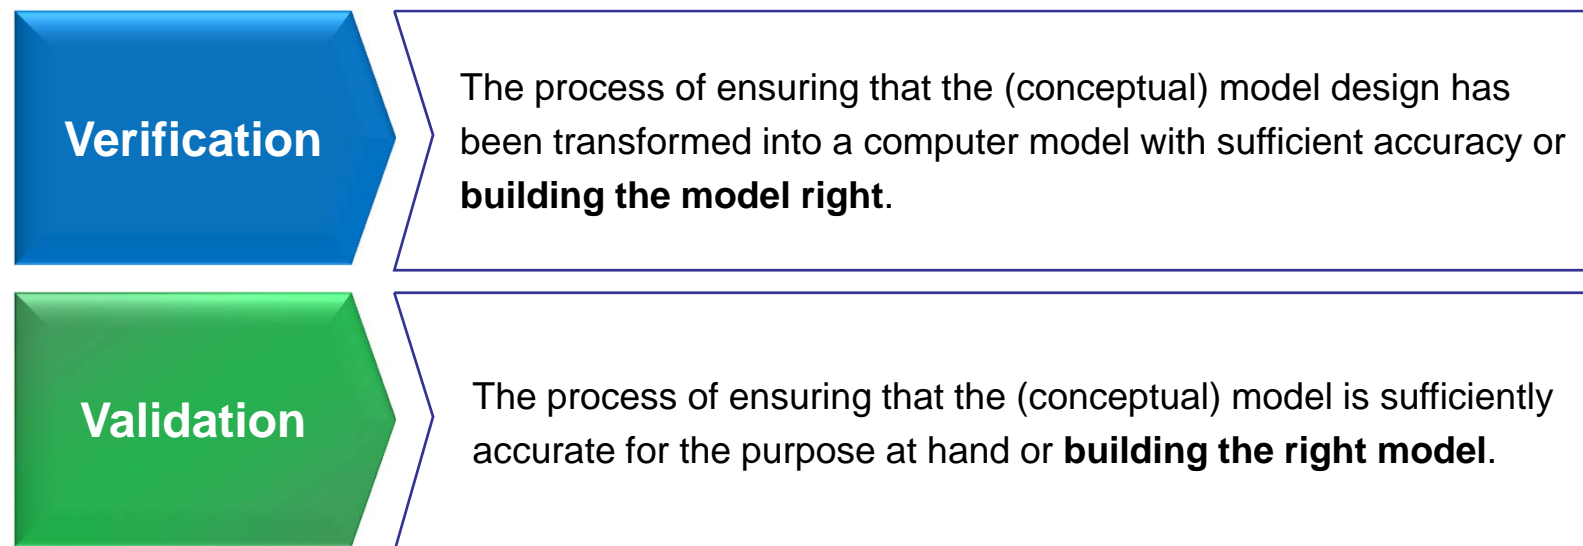 Verification
The process of ensuring that the (conceptual) model design has
been transformed into a computer model with sufficient accuracy or
building the model right.
Validation
The process of ensuring that the (conceptual) model is sufficiently
accurate for the purpose at hand or building the right model.